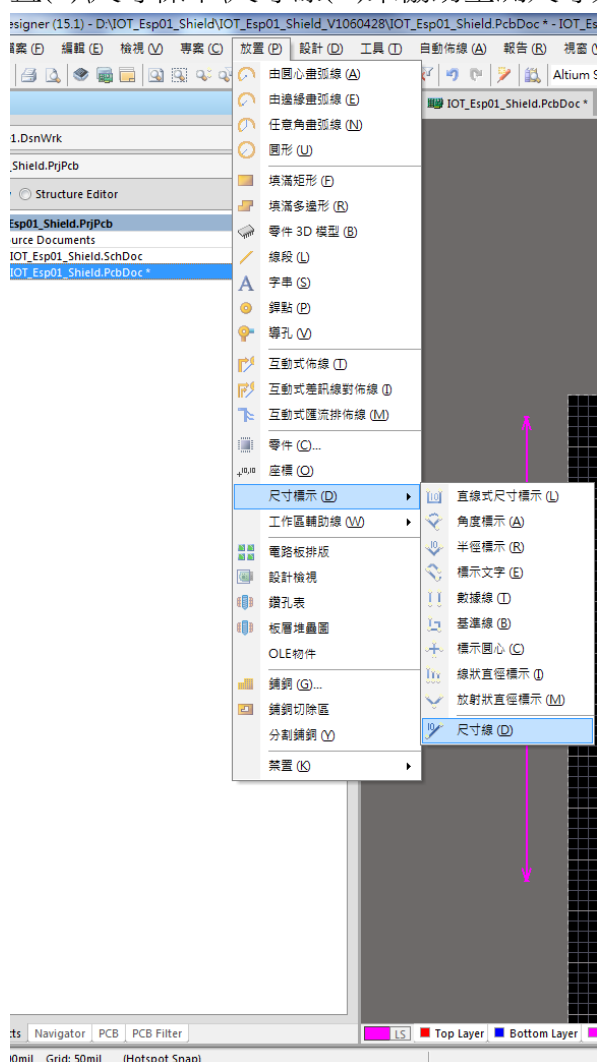 esigner (15.1) - D:\IOT_Esp01_Shield\IOT_Esp01_Shield_V1060428\IOT_Esp01_Shield.PcbDoc * - IOT_Es
檔案 (F) 編輯 (E) 檢視 (V) 專案 (C) 放置 (P) 設計 (D) 工具 (T) 自動佈線 (A) 報告 (R) 視窗 (
Altium S
IOT_Esp01_Shield.PcbDoc *
1.DsnWrk
_Shield.PrjPcb
Structure Editor
Esp01_Shield.PrjPcb
urce Documents
IOT_Esp01_Shield.SchDoc
IOT_Esp01_Shield.PcbDoc *
由圓心畫弧線 (A)
由邊緣畫弧線 (E)
任意角畫弧線 (N)
圓形 (U)
填滿矩形 (F)
填滿多邊形 (R)
零件 3D 模型 (B)
線段 (L)
字串 (S)
銲點 (P)
導孔 (V)
互動式佈線 (T)
互動式差訊線對佈線 (I)
互動式匯流排佈線 (M)
零件 (C)...
座標 (O)
尺寸標示 (D)
工作區輔助線 (W)
電路板排版
設計檢視
鑽孔表
板層堆疊圖
OLE物件
鋪銅 (G)...
鋪銅切除區
分割鋪銅 (Y)
禁置 (K)
直線式尺寸標示 (L)
角度標示 (A)
半徑標示 (R)
標示文字 (E)
數據線 (T)
基準線 (B)
標示圓心 (C)
線狀直徑標示 (I)
放射狀直徑標示 (M)
尺寸線 (D)
cts Navigator PCB PCB Filter
LS Top Layer Bottom Layer
0mil Grid: 50mil (Hotspot Snap)